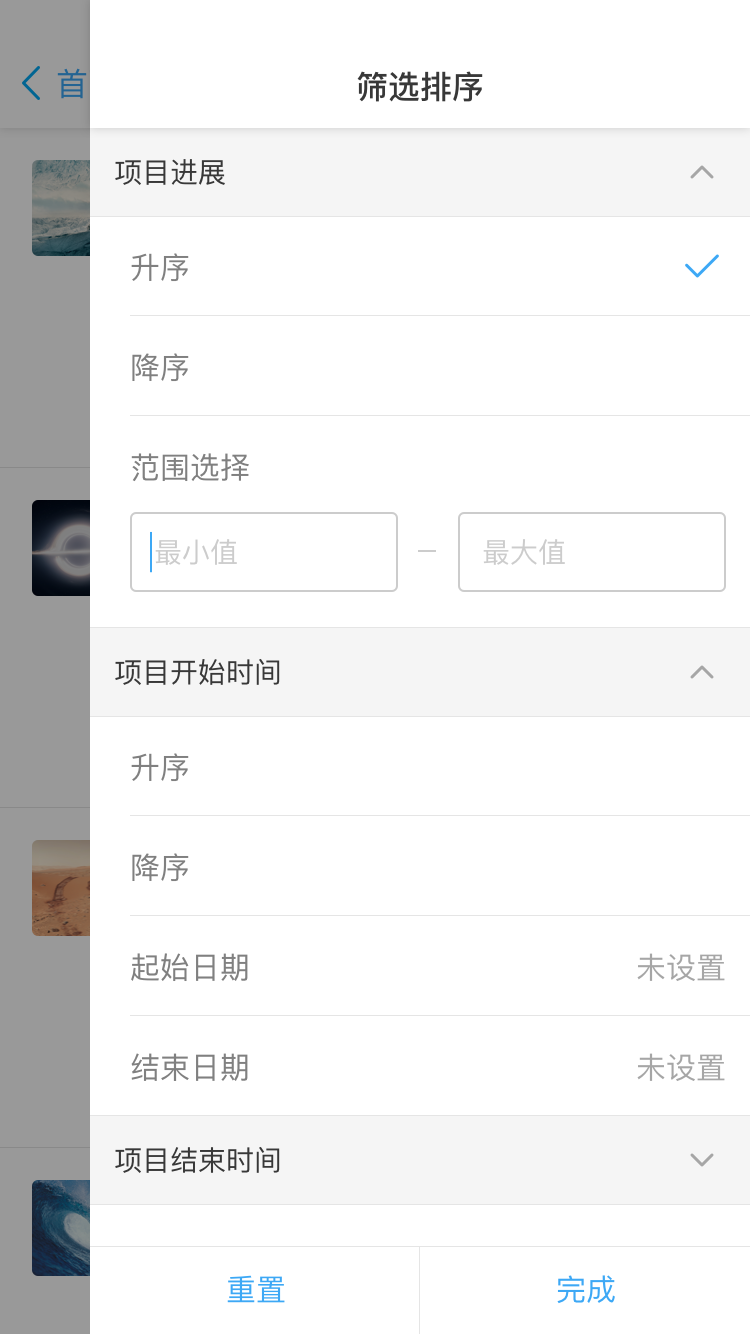 首
筛选排序
项目进展
升序
降序
范围选择
最小值 – 最大值
项目开始时间
升序
降序
起始日期 未设置
结束日期 未设置
项目结束时间
重置 完成